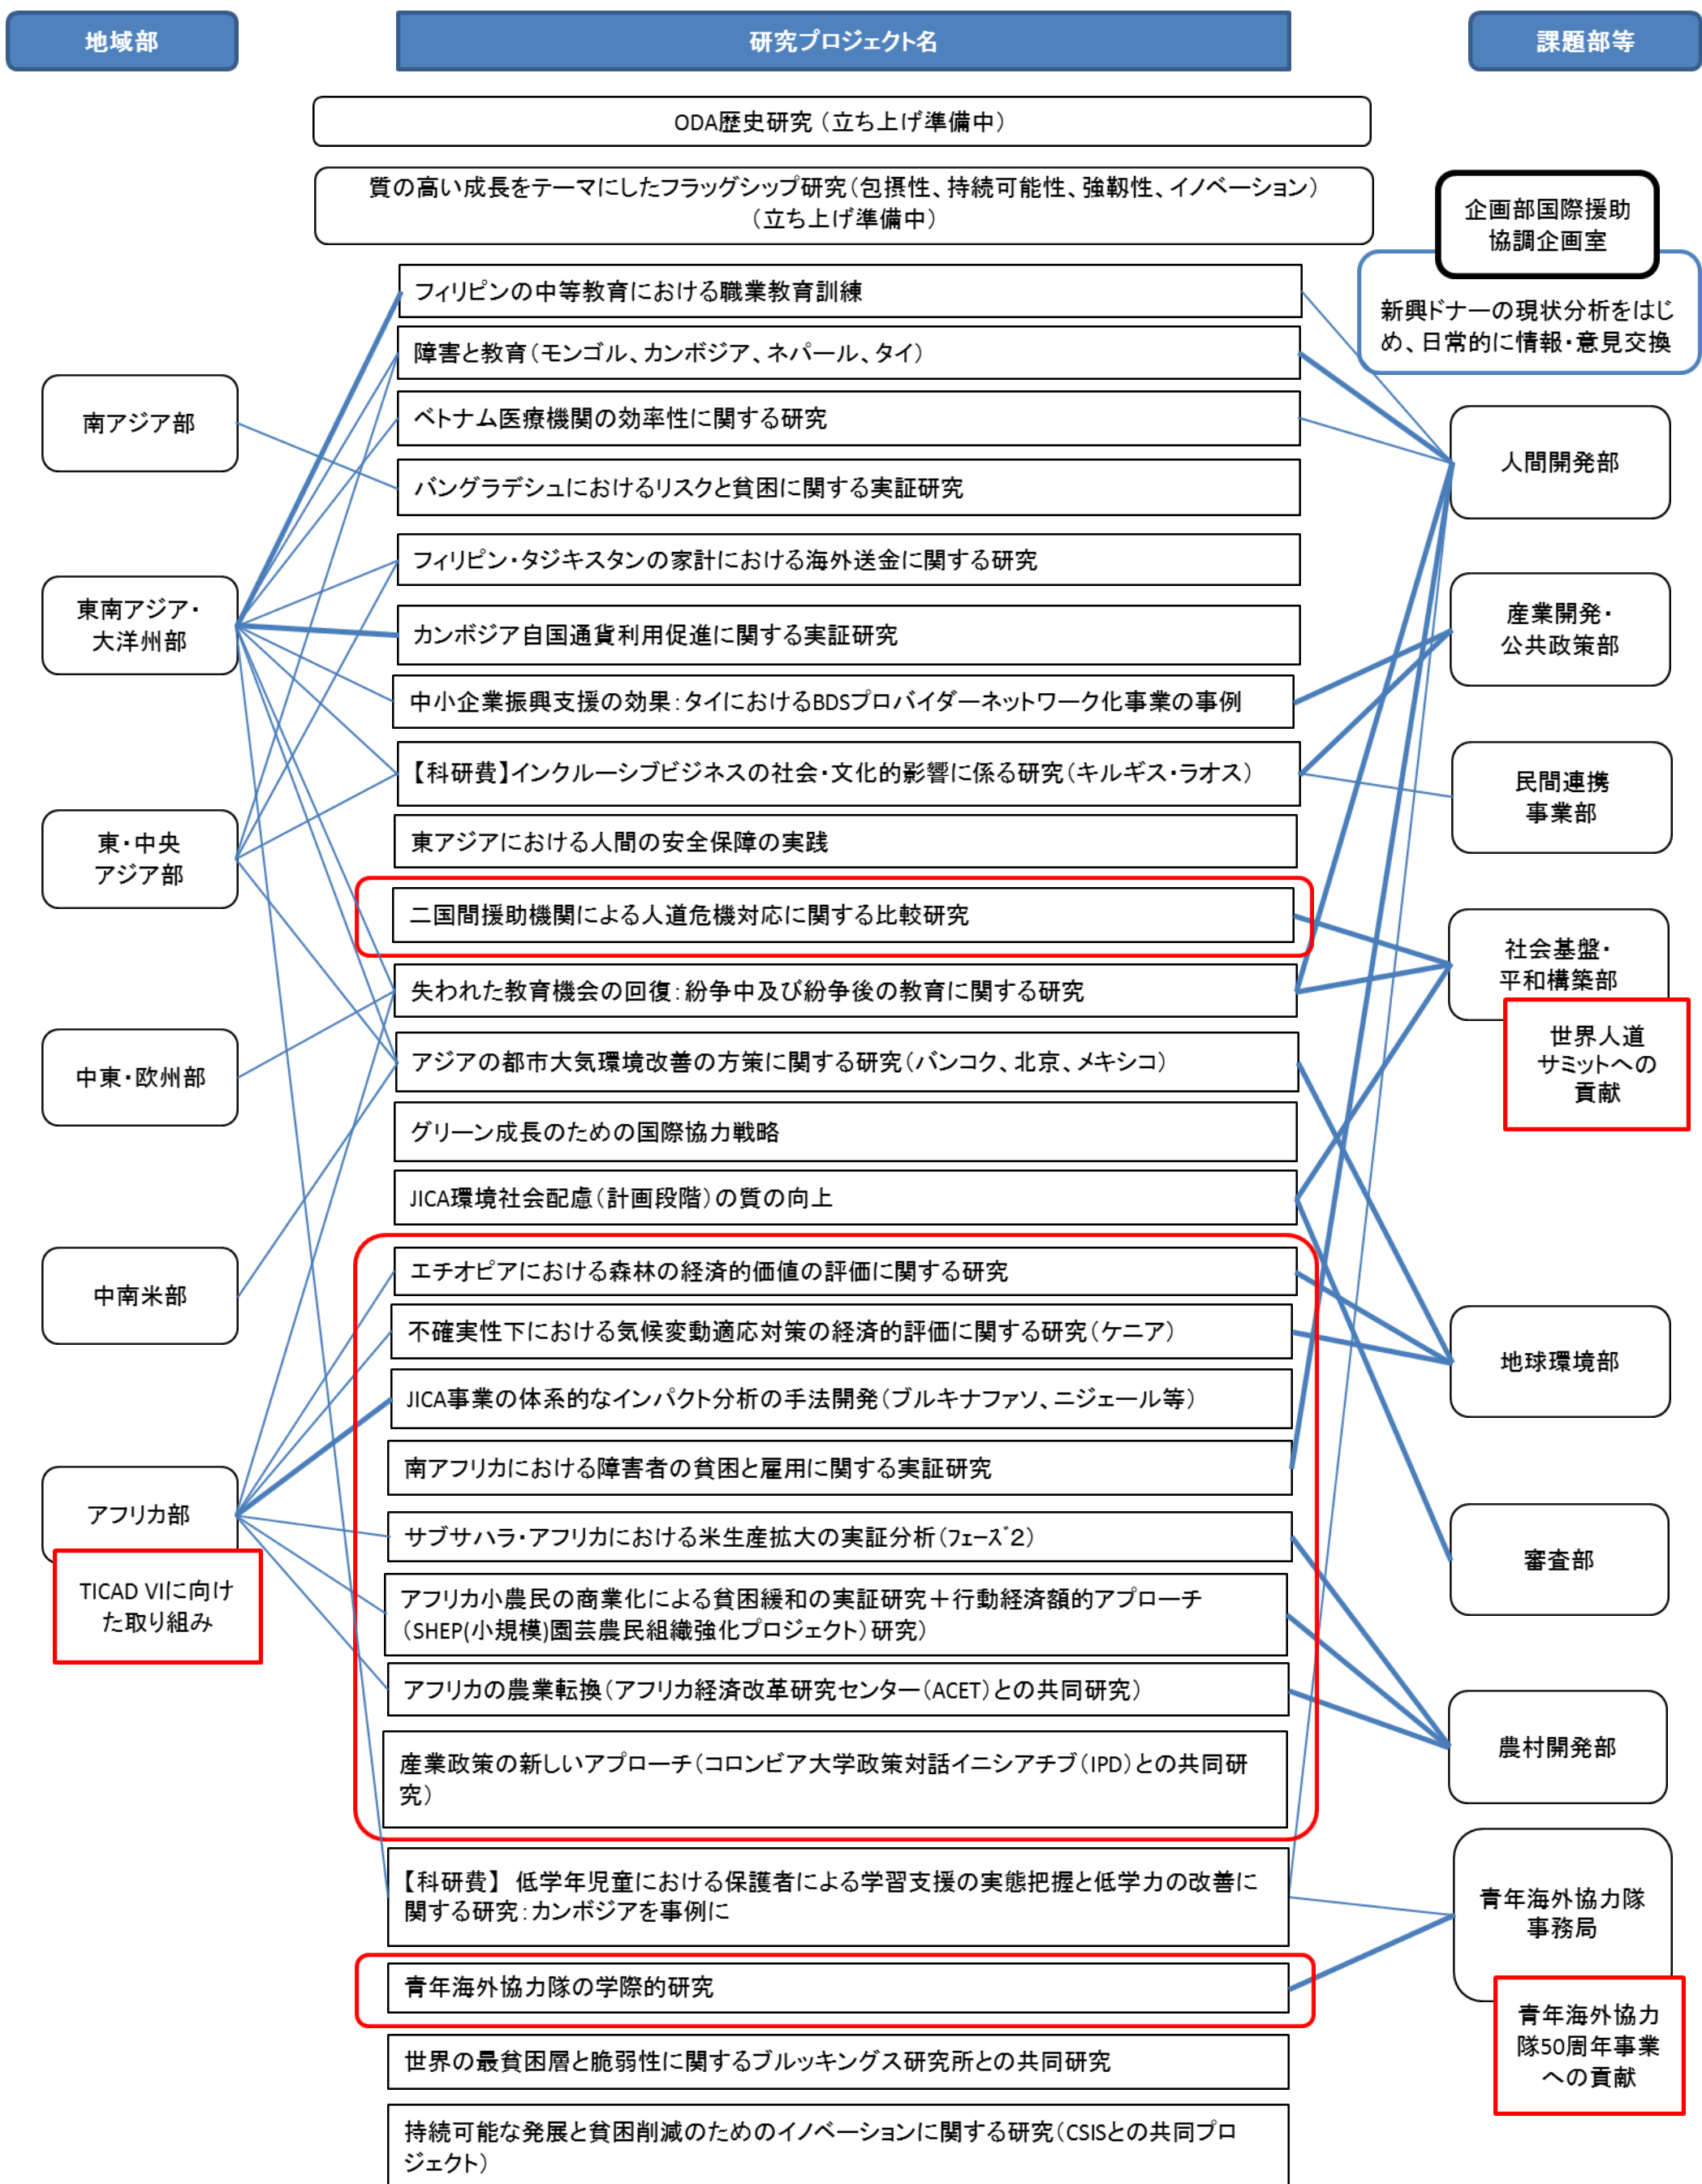 地域部
研究プロジェクト名
課題部等
ODA歴史研究（立ち上げ準備中）
質の高い成長をテーマにしたフラッグシップ研究（包摂性、持続可能性、強靭性、イノベーション）
（立ち上げ準備中）
企画部国際援助
協調企画室
新興ドナーの現状分析をはじ
め、日常的に情報・意見交換
南アジア部
東南アジア・
大洋州部
東・中央
アジア部
中東・欧州部
中南米部
アフリカ部
TICAD VIに向け
た取り組み
フィリピンの中等教育における職業教育訓練
障害と教育（モンゴル、カンボジア、ネパール、タイ）
ベトナム医療機関の効率性に関する研究
バングラデシュにおけるリスクと貧困に関する実証研究
フィリピン・タジキスタンの家計における海外送金に関する研究
カンボジア自国通貨利用促進に関する実証研究
中小企業振興支援の効果：タイにおけるBDSプロバイダーネットワーク化事業の事例
【科研費】インクルーシブビジネスの社会・文化的影響に係る研究（キルギス・ラオス）
東アジアにおける人間の安全保障の実践
二国間援助機関による人道危機対応に関する比較研究
失われた教育機会の回復：紛争中及び紛争後の教育に関する研究
アジアの都市大気環境改善の方策に関する研究（バンコク、北京、メキシコ）
グリーン成長のための国際協力戦略
JICA環境社会配慮（計画段階）の質の向上
エチオピアにおける森林の経済的価値の評価に関する研究
不確実性下における気候変動適応対策の経済的評価に関する研究（ケニア）
JICA事業の体系的なインパクト分析の手法開発（ブルキナファソ、ニジェール等）
南アフリカにおける障害者の貧困と雇用に関する実証研究
サブサハラ・アフリカにおける米生産拡大の実証分析（ﾌｪｰｽﾞ２）
アフリカ小農民の商業化による貧困緩和の実証研究＋行動経済額的アプローチ
（SHEP(小規模)園芸農民組織強化プロジェクト）研究）
アフリカの農業転換（アフリカ経済改革研究センター（ACET）との共同研究）
産業政策の新しいアプローチ（コロンビア大学政策対話イニシアチブ（IPD）との共同研
究）
【科研費】 低学年児童における保護者による学習支援の実態把握と低学力の改善に
関する研究：カンボジアを事例に
青年海外協力隊の学際的研究
世界の最貧困層と脆弱性に関するブルッキングス研究所との共同研究
持続可能な発展と貧困削減のためのイノベーションに関する研究（CSISとの共同プロ
ジェクト）
人間開発部
産業開発・
公共政策部
民間連携
事業部
社会基盤・
平和構築部
世界人道
サミットへの
貢献
地球環境部
審査部
農村開発部
青年海外協力隊
事務局
青年海外協力
隊50周年事業
への貢献